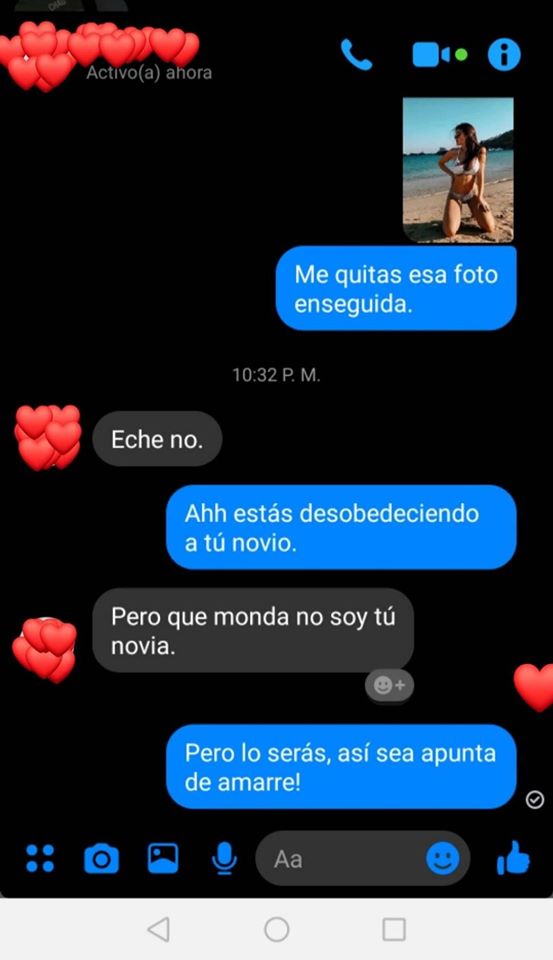 Activo(a) ahora
Me quitas esa foto
enseguida.
10:32 P. M.
Eche no.
Ahh estás desobedeciendo
a tú novio.
Pero que monda no soy tú
novia.
Pero lo serás, así sea apunta
de amarre!
Aa